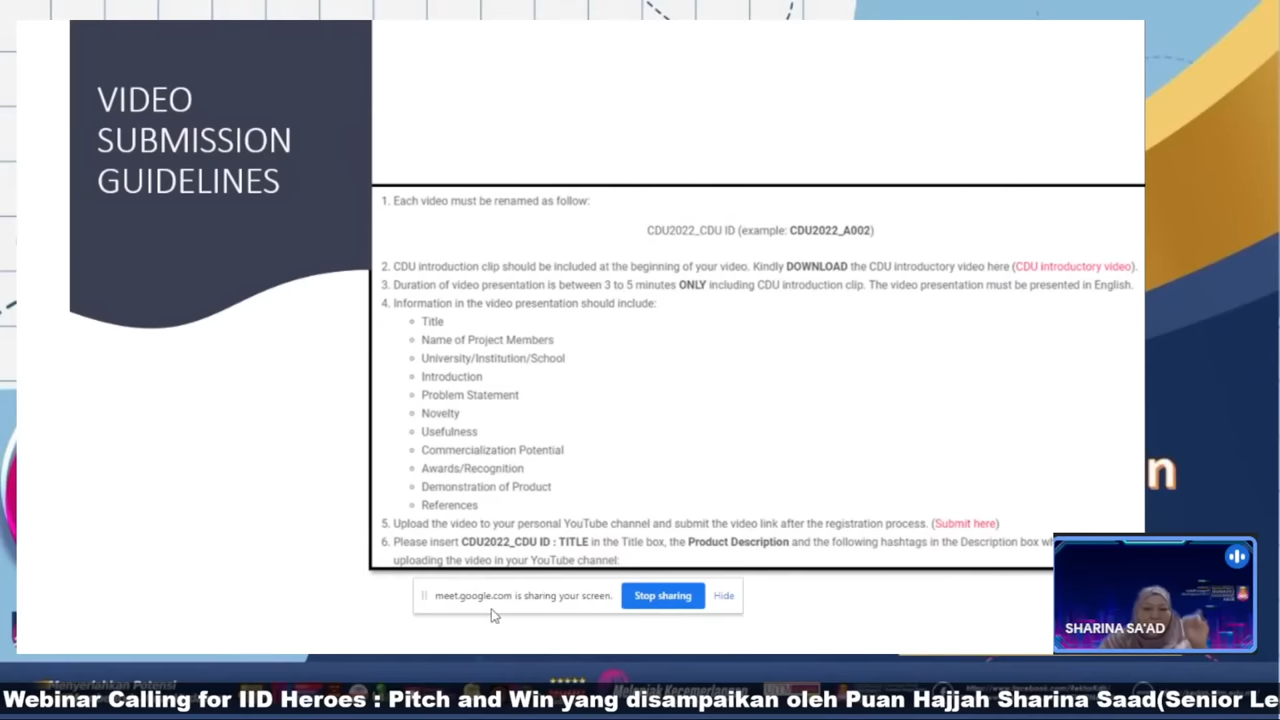 VIDEO
SUBMISSION
GUIDELINES
1. Each video must be renamed as follow:
CDU2022_CDU ID (example: CDU2022_A002)
2. CDU introduction clip should be included at the beginning of your video. Kindly DOWNLOAD the CDU introductory video here (CDU introductory video).
3. Duration of video presentation is between 3 to 5 minutes ONLY including CDU introduction clip. The video presentation must be presented in English.
4. Information in the video presentation should include:
Title
Name of Project Members
University/Institution/School
Introduction
Problem Statement
Novelty
Usefulness
Commercialization Potential
Awards/Recognition
Demonstration of Product
References
5. Upload the video to your personal YouTube channel and submit the video link after the registration process. (Submit here)
6. Please insert CDU2022_CDU ID : TITLE in the Title box, the Product Description and the following hashtags in the Description box
uploading the video in your YouTube channel:
meet.google.com is sharing your screen.
Stop sharing
Hide
n
SHARINA SA'AD
Menyerlahkan Potensi
Webinar Calling for IID Heroes : Pitch and Win yang disampaikan oleh Puan Hajjah Sharina Saad(Senior Le